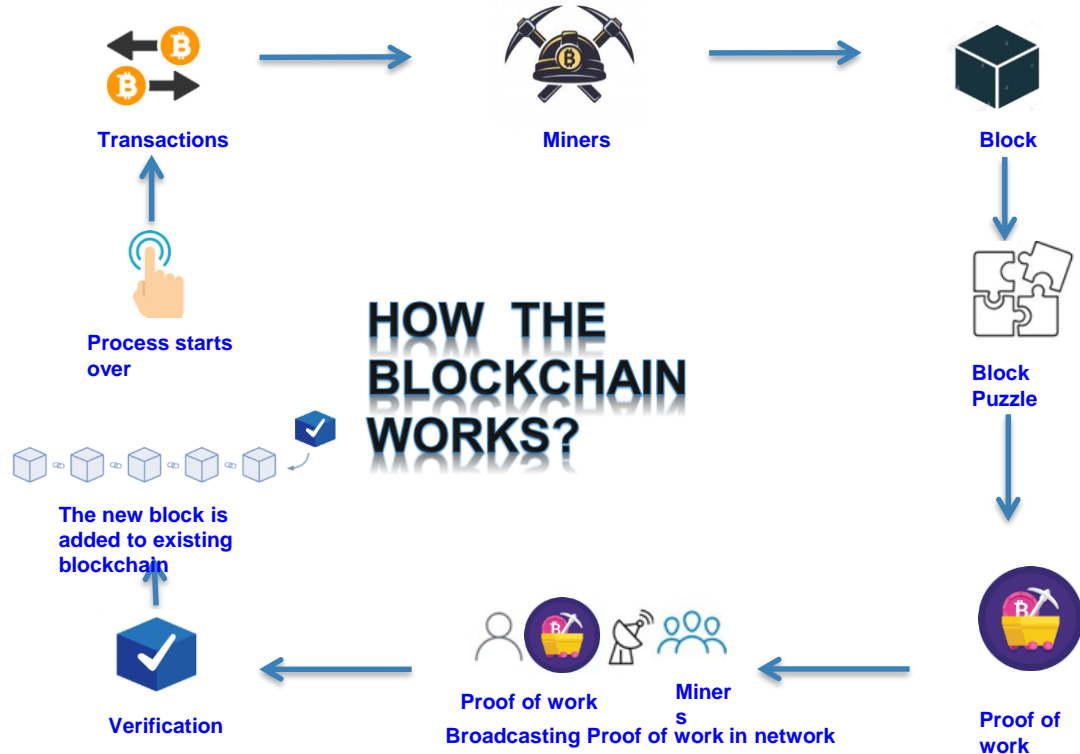 Transactions
Miners
Block
Process starts
over
HOW THE
BLOCKCHAIN
WORKS?
Block
Puzzle
The new block is
added to existing
blockchain
Verification
Proof of work
Miner
s
Broadcasting Proof of work in network
Proof of
work